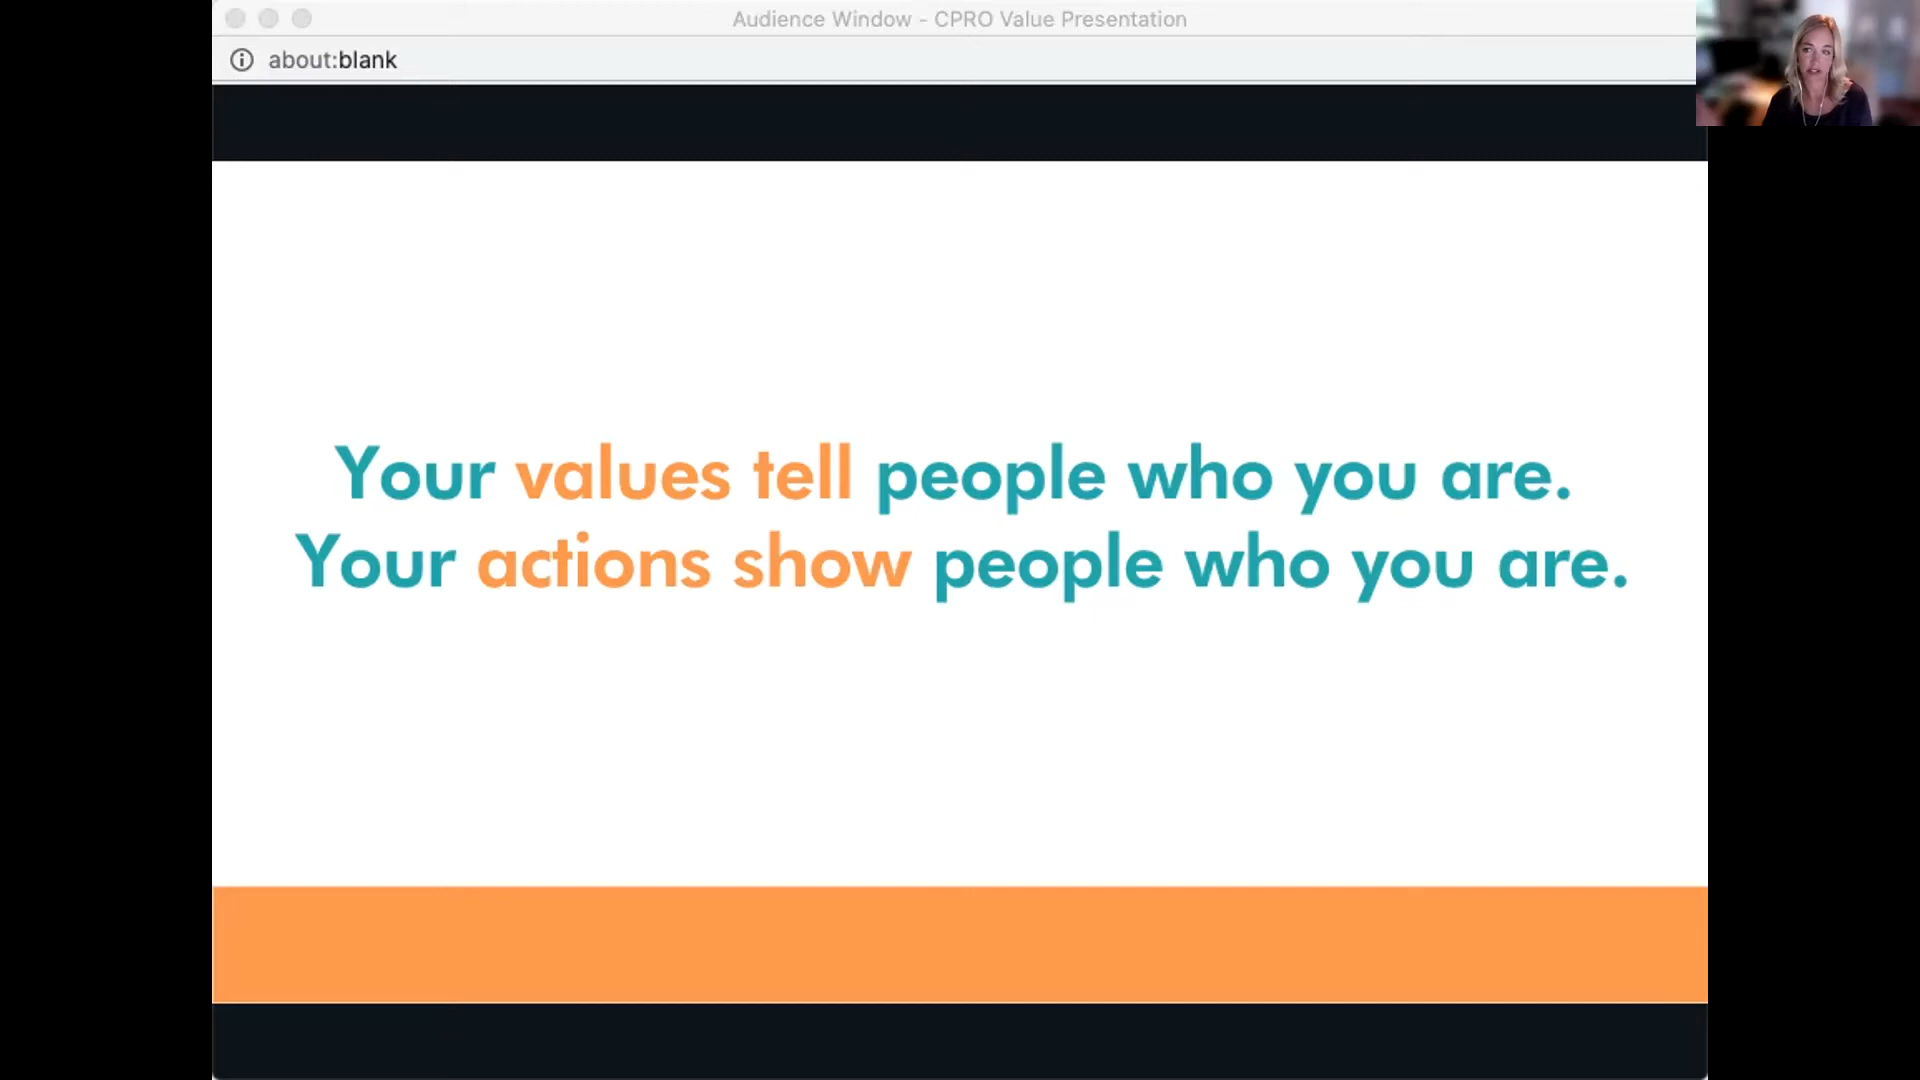 Audience Window - CPRO Value Presentation
about:blank
Your values tell people who you are.
Your actions show people who you are.